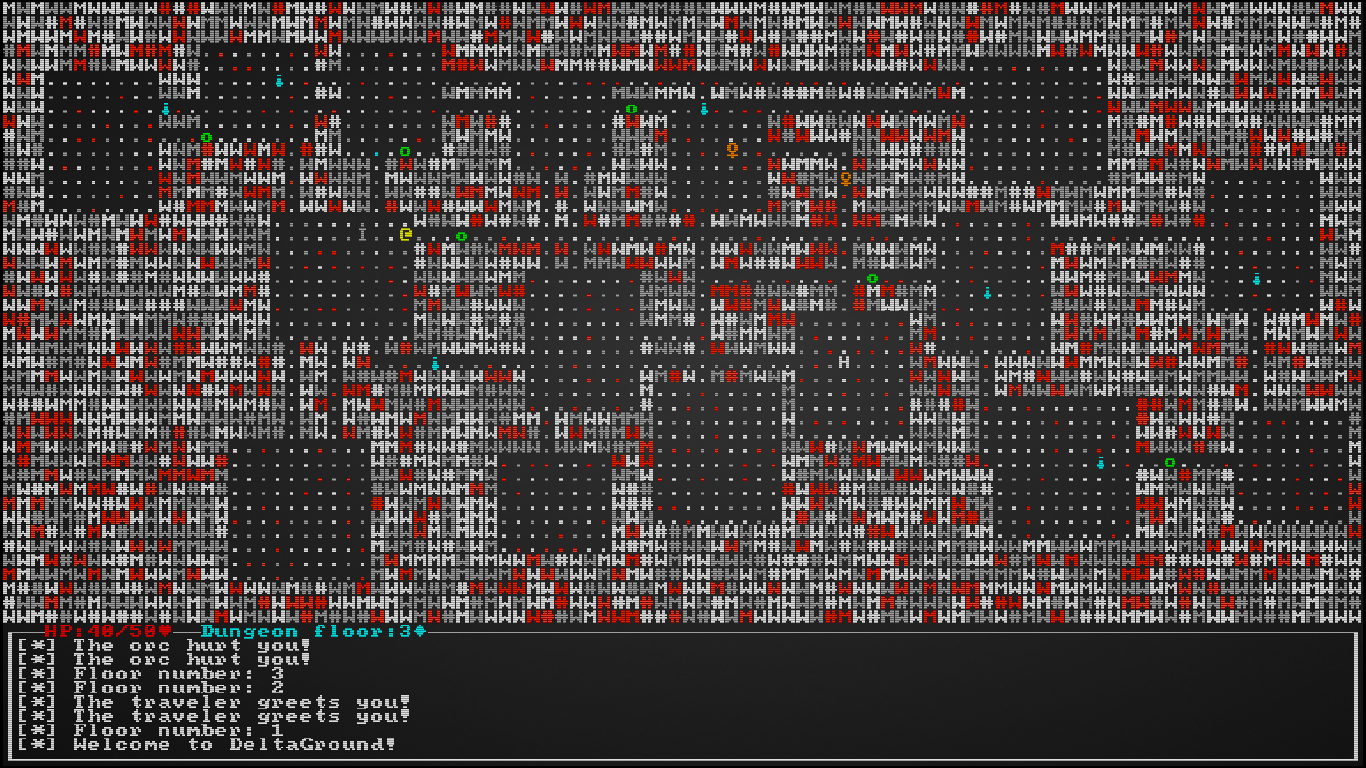 HP:40/50♥ Dungeon floor:3♦
[*] The orc hurt you!
[*] The orc hurt you!
[*] Floor number: 3
[*] Floor number: 2
[*] The traveler greets you!
[*] The traveler greets you!
[*] Floor number: 1
[*] Welcome to DeltaGround!